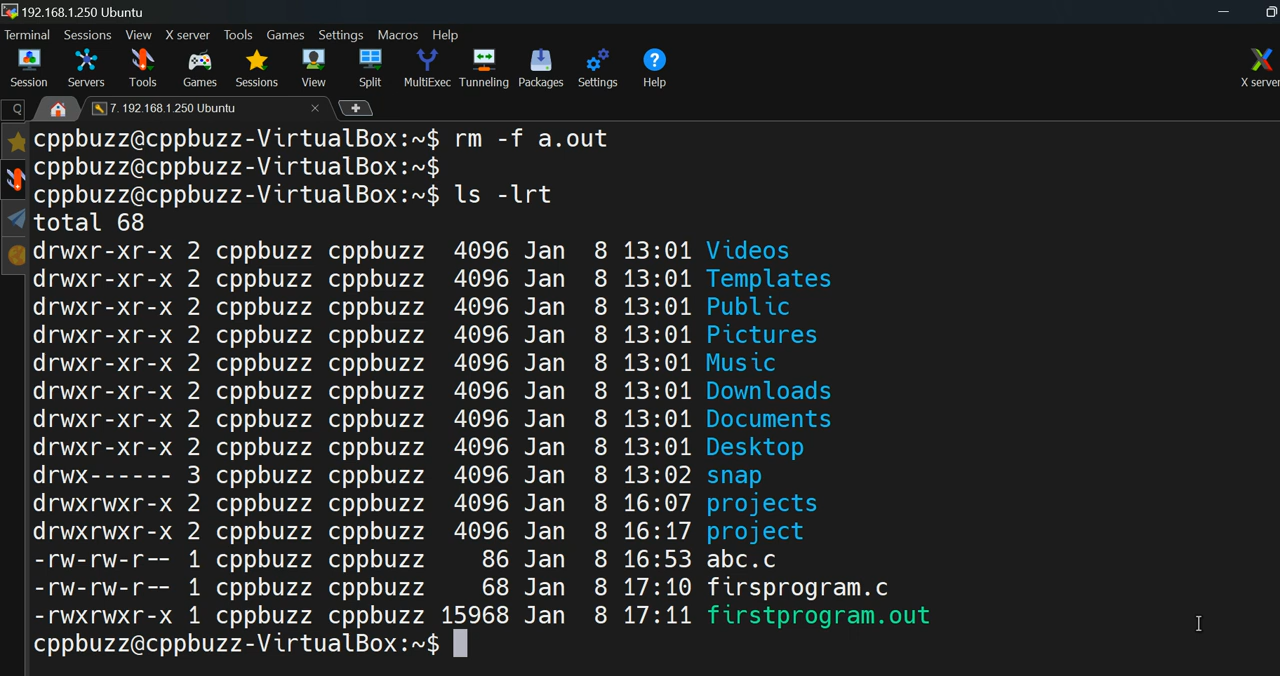 192.168.1.250 Ubuntu
Terminal Sessions View X server Tools Games Settings Macros Help
Session Servers Tools Games Sessions View Split MultiExec Tunneling Packages Settings Help X server
7. 192.168.1.250 Ubuntu
cppbuzz@cppbuzz-VirtualBox:~$ rm -f a.out
cppbuzz@cppbuzz-VirtualBox:~$
cppbuzz@cppbuzz-VirtualBox:~$ ls -lrt
total 68
drwxr-xr-x 2 cppbuzz cppbuzz  4096 Jan  8 13:01 Videos
drwxr-xr-x 2 cppbuzz cppbuzz  4096 Jan  8 13:01 Templates
drwxr-xr-x 2 cppbuzz cppbuzz  4096 Jan  8 13:01 Public
drwxr-xr-x 2 cppbuzz cppbuzz  4096 Jan  8 13:01 Pictures
drwxr-xr-x 2 cppbuzz cppbuzz  4096 Jan  8 13:01 Music
drwxr-xr-x 2 cppbuzz cppbuzz  4096 Jan  8 13:01 Downloads
drwxr-xr-x 2 cppbuzz cppbuzz  4096 Jan  8 13:01 Documents
drwxr-xr-x 2 cppbuzz cppbuzz  4096 Jan  8 13:01 Desktop
drwx------ 3 cppbuzz cppbuzz  4096 Jan  8 13:02 snap
drwxrwxr-x 2 cppbuzz cppbuzz  4096 Jan  8 16:07 projects
drwxrwxr-x 2 cppbuzz cppbuzz  4096 Jan  8 16:17 project
-rw-rw-r-- 1 cppbuzz cppbuzz    86 Jan  8 16:53 abc.c
-rw-rw-r-- 1 cppbuzz cppbuzz    68 Jan  8 17:10 firsprogram.c
-rwxrwxr-x 1 cppbuzz cppbuzz 15968 Jan  8 17:11 firstprogram.out
cppbuzz@cppbuzz-VirtualBox:~$